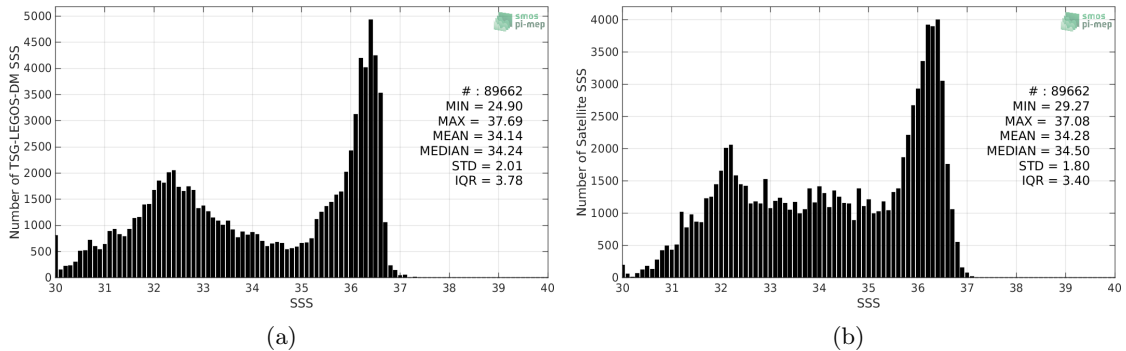 smos
pi-mep
Number of TSG-LEGOS-DM SSS
5000
4500
4000
3500
3000
2500
2000
1500
1000
500
0
# : 89662
MIN = 24.90
MAX = 37.69
MEAN = 34.14
MEDIAN = 34.24
STD = 2.01
IQR = 3.78
30 31 32 33 34 35 36 37 38 39 40
SSS
(a)
smos
pi-mep
Number of Satellite SSS
4000
3500
3000
2500
2000
1500
1000
500
0
# : 89662
MIN = 29.27
MAX = 37.08
MEAN = 34.28
MEDIAN = 34.50
STD = 1.80
IQR = 3.40
30 31 32 33 34 35 36 37 38 39 40
SSS
(b)